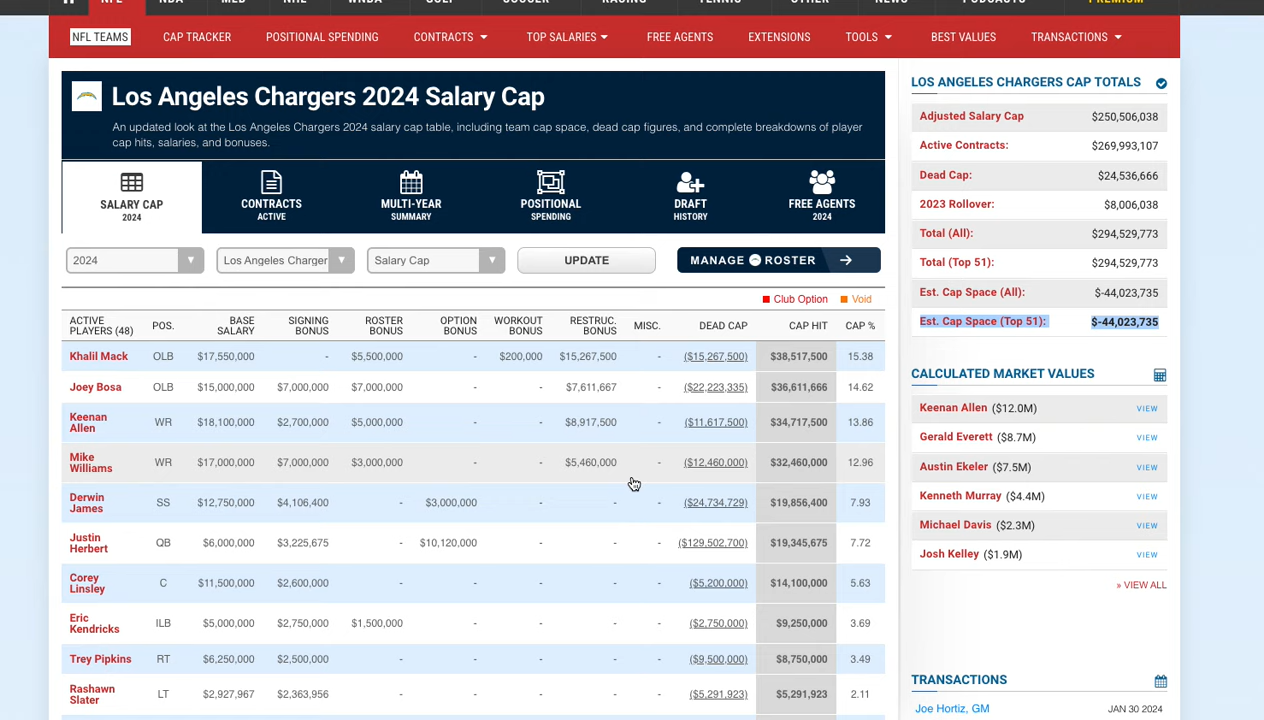 NFL NBA MLB NHL WNBA GOLF SOCCER RACING TENNIS OTHER NEWS PODCASTS PREMIUM
NFL TEAMS CAP TRACKER POSITIONAL SPENDING CONTRACTS TOP SALARIES FREE AGENTS EXTENSIONS TOOLS BEST VALUES TRANSACTIONS
Los Angeles Chargers 2024 Salary Cap
An updated look at the Los Angeles Chargers 2024 salary cap table, including team cap space, dead cap figures, and complete breakdowns of player
cap hits, salaries, and bonuses.
SALARY CAP CONTRACTS MULTI-YEAR POSITIONAL DRAFT FREE AGENTS
2024 ACTIVE SUMMARY SPENDING HISTORY 2024
2024 Los Angeles Charger Salary Cap UPDATE MANAGE ROSTER
Club Option Void
ACTIVE PLAYERS (48) POS. BASE SALARY SIGNING BONUS ROSTER BONUS OPTION BONUS WORKOUT BONUS RESTRUC. BONUS MISC. DEAD CAP CAP HIT CAP %
Khalil Mack OLB $17,550,000 - $5,500,000 - $200,000 $15,267,500 - ($15,267,500) $38,517,500 15.38
Joey Bosa OLB $15,000,000 $7,000,000 $7,000,000 - - $7,611,667 - ($22,223,335) $36,611,666 14.62
Keenan Allen WR $18,100,000 $2,700,000 $5,000,000 - - $8,917,500 - ($11,617,500) $34,717,500 13.86
Mike Williams WR $17,000,000 $7,000,000 $3,000,000 - - $5,460,000 - ($12,460,000) $32,460,000 12.96
Derwin James SS $12,750,000 $4,106,400 - $3,000,000 - - - ($24,734,729) $19,856,400 7.93
Justin Herbert QB $6,000,000 $3,225,675 - $10,120,000 - - - ($129,502,700) $19,345,675 7.72
Corey Linsley C $11,500,000 $2,600,000 - - - - - ($5,200,000) $14,100,000 5.63
Eric Kendricks ILB $5,000,000 $2,750,000 $1,500,000 - - - - ($2,750,000) $9,250,000 3.69
Trey Pipkins RT $6,250,000 $2,500,000 - - - - - ($9,500,000) $8,750,000 3.49
Rashawn Slater LT $2,927,967 $2,363,956 - - - - - ($5,291,923) $5,291,923 2.11
LOS ANGELES CHARGERS CAP TOTALS
Adjusted Salary Cap $250,506,038
Active Contracts: $269,993,107
Dead Cap: $24,536,666
2023 Rollover: $8,006,038
Total (All): $294,529,773
Total (Top 51): $294,529,773
Est. Cap Space (All): $-44,023,735
Est. Cap Space (Top 51): $-44,023,735
CALCULATED MARKET VALUES
Keenan Allen ($12.0M) VIEW
Gerald Everett ($8.7M) VIEW
Austin Ekeler ($7.5M) VIEW
Kenneth Murray ($4.4M) VIEW
Michael Davis ($2.3M) VIEW
Josh Kelley ($1.9M) VIEW
» VIEW ALL
TRANSACTIONS
Joe Hortiz, GM JAN 30 2024